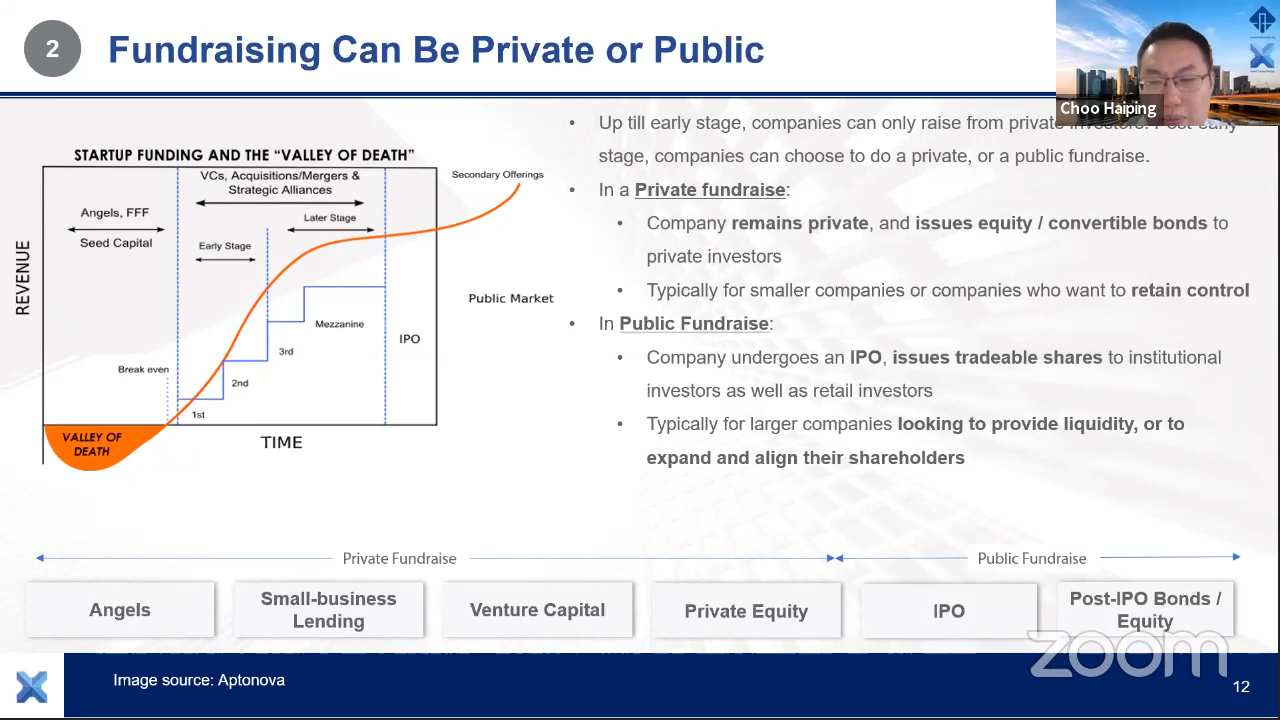 2
Fundraising Can Be Private or Public
Choo Haiping
STARTUP FUNDING AND THE “VALLEY OF DEATH”
VCs, Acquisitions/Mergers &
Strategic Alliances
Secondary Offerings
Angels, FFF
Seed Capital
Later Stage
Early Stage
REVENUE
Public Market
Mezzanine
IPO
3rd
Break even
2nd
1st
VALLEY OF
DEATH
TIME
• Up till early stage, companies can only raise from private investors. Post early
stage, companies can choose to do a private, or a public fundraise.
• In a Private fundraise:
• Company remains private, and issues equity / convertible bonds to
private investors
• Typically for smaller companies or companies who want to retain control
• In Public Fundraise:
• Company undergoes an IPO, issues tradeable shares to institutional
investors as well as retail investors
• Typically for larger companies looking to provide liquidity, or to
expand and align their shareholders
Private Fundraise
Public Fundraise
Angels
Small-business
Lending
Venture Capital
Private Equity
IPO
Post-IPO Bonds /
Equity
zoom
Image source: Aptonova
12